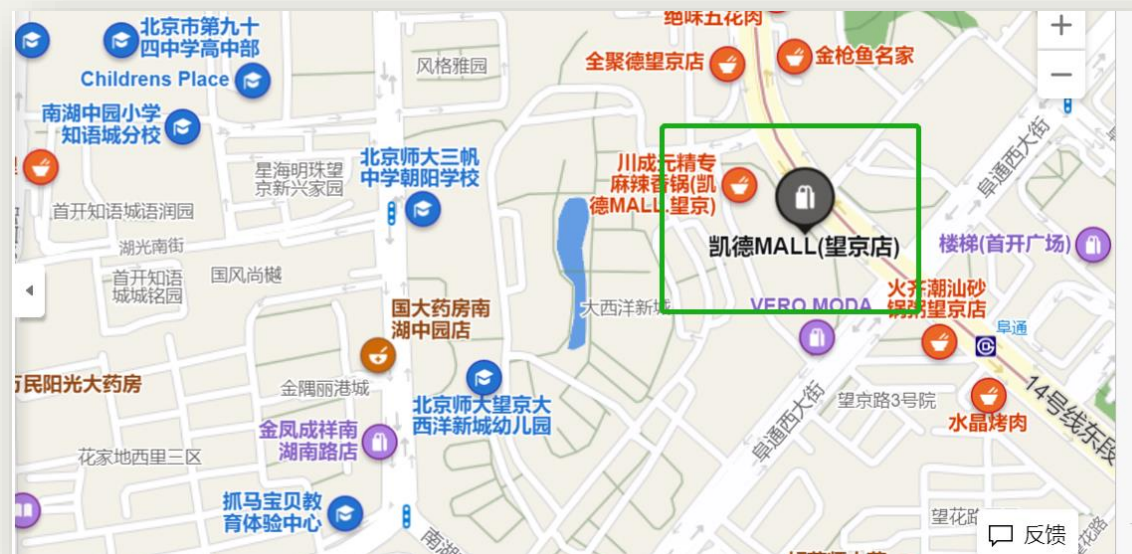 绝味五花肉
北京市第九十
四中学高中部
全聚德望京店
金枪鱼名家
风格雅园
Childrens Place
南湖中园小学
知语城分校
阜通西大街
北京师大三帆
中学朝阳学校
星海明珠望
京新兴家园
川成元精专
麻辣香锅(凯
德MALL.望京)
首开知语城语润园
湖光南街
凯德MALL(望京店)
楼梯(首开广场)
首开知语
城城铭园
国风尚樾
国大药房南
湖中园店
大西洋新城
VERO MODA
火齐潮汕砂
锅粥望京店
阜通
万民阳光大药房
金隅丽港城
北京师大望京大
西洋新城幼儿园
望京路3号院
14号线东段
水晶烤肉
金凤成祥南
湖南路店
阜通西大街
花家地西里三区
抓马宝贝教
育体验中心
望花路
反馈
南湖
花路